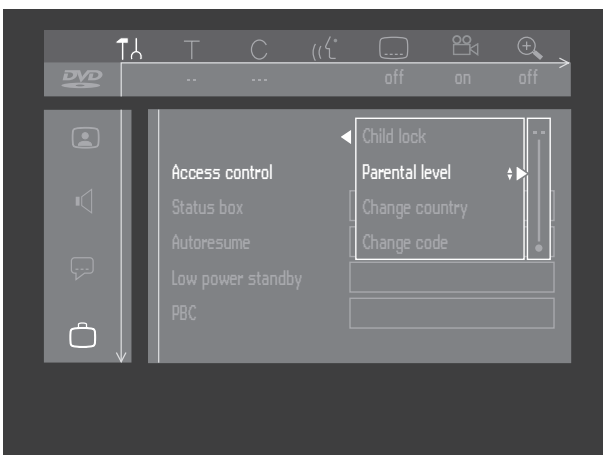 T C
DVD -- --- off on off
Child lock
Access control Parental level
Status box Change country
Autoresume Change code
Low power standby
PBC